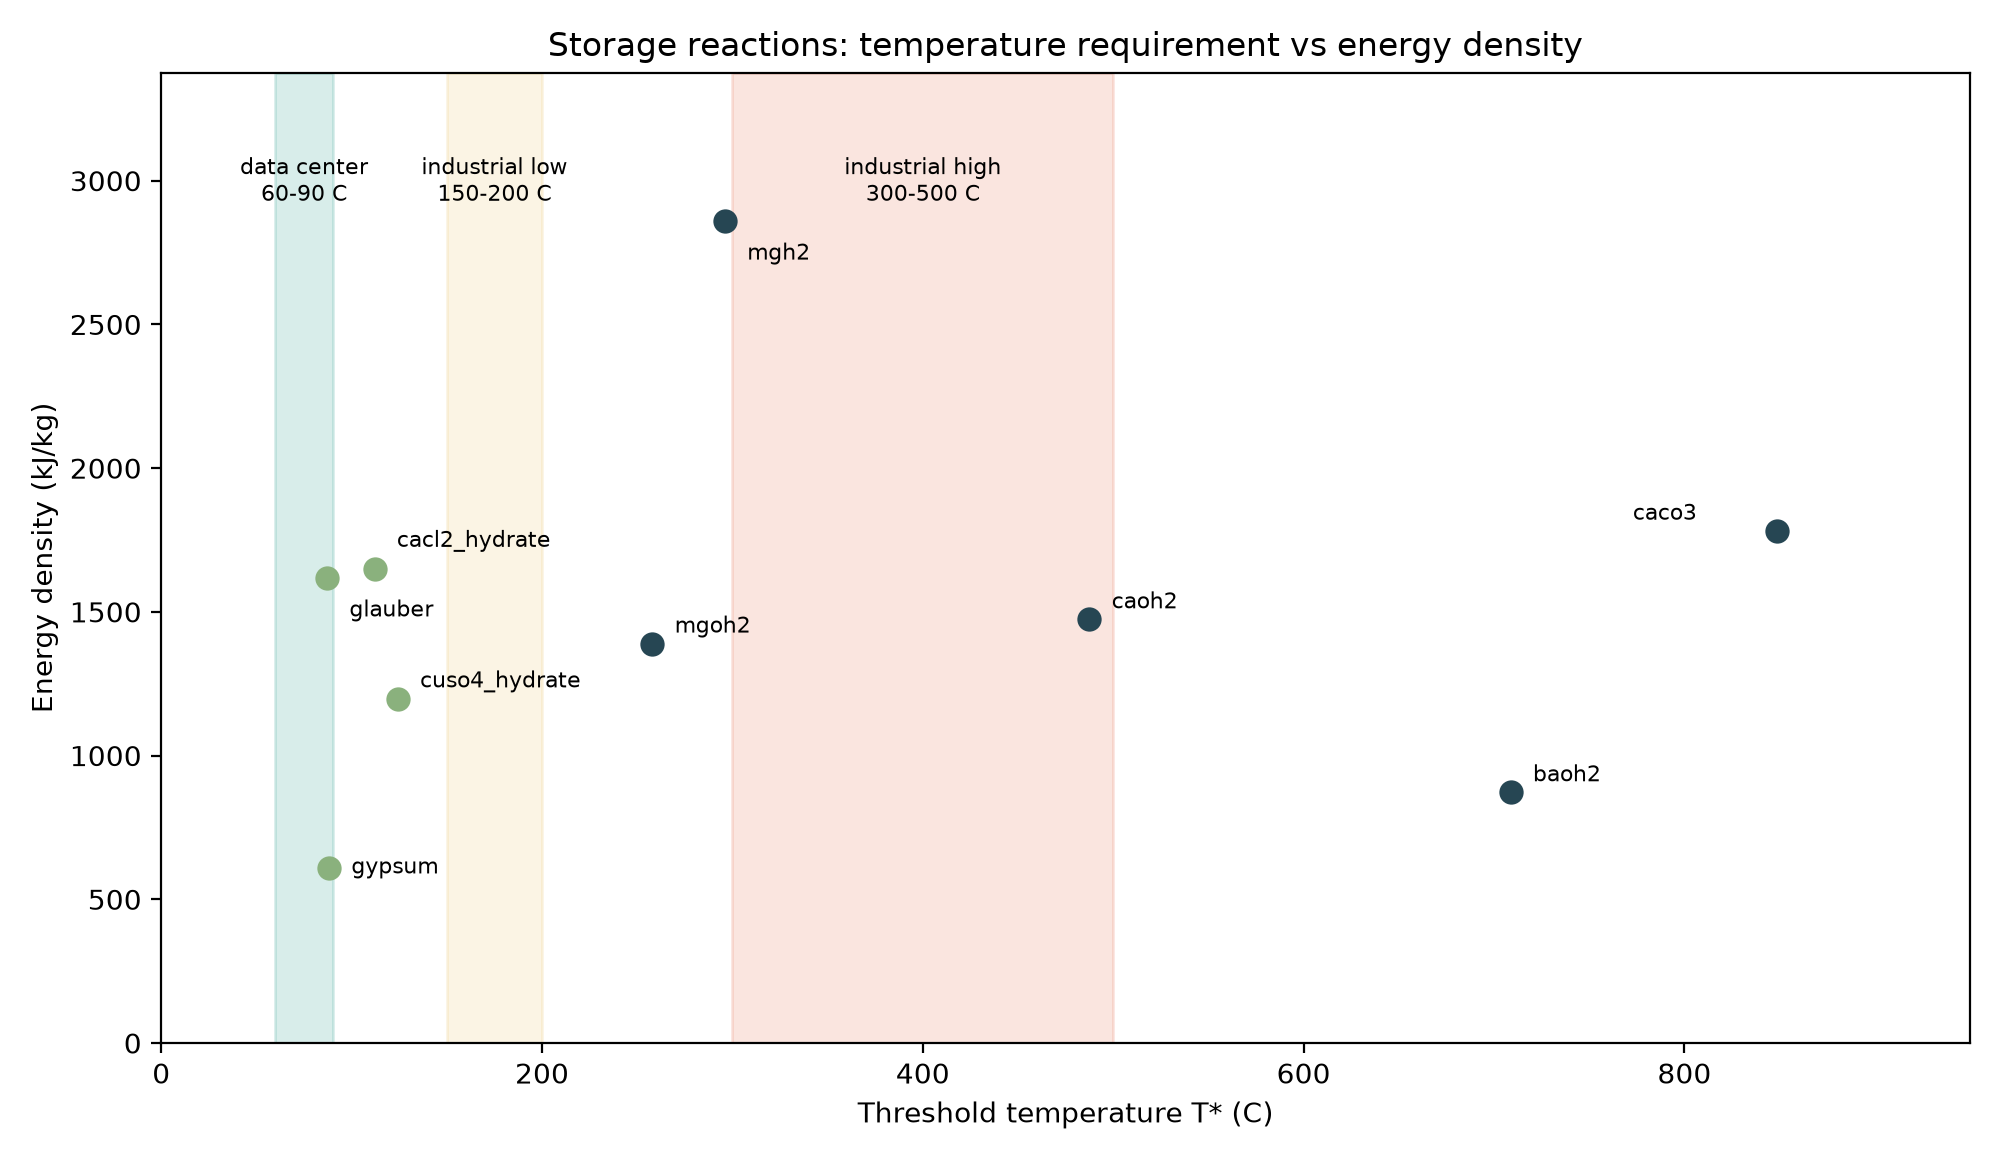 Storage reactions: temperature requirement vs energy density
data center
60-90 C
industrial low
150-200 C
industrial high
300-500 C
3000
2500
2000
1500
1000
500
0
Energy density (kJ/kg)
mgh2
caco3
cacl2_hydrate
glauber
caoh2
mgoh2
cuso4_hydrate
baoh2
gypsum
0
200
400
600
800
Threshold temperature T* (C)